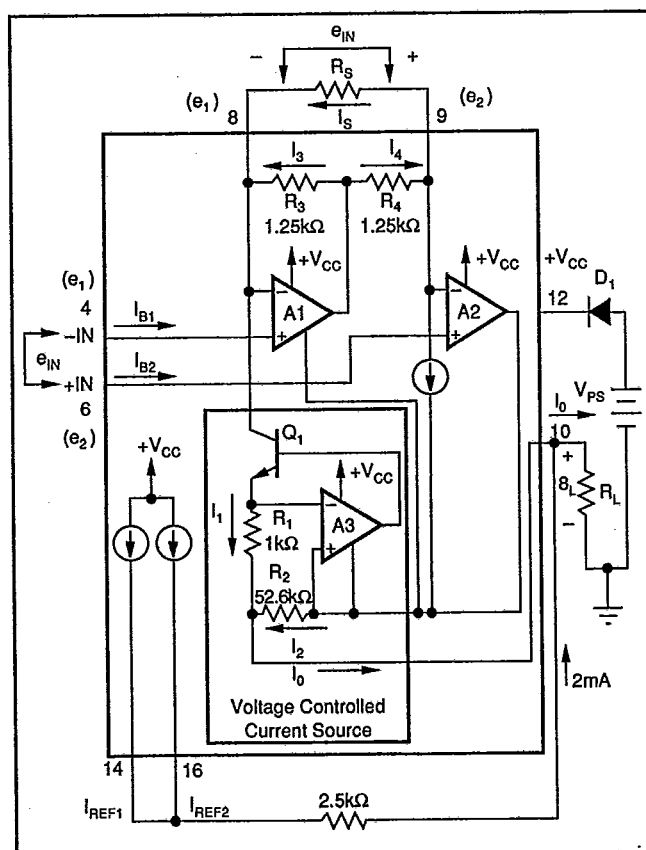 e_IN
− +
R_S
(e_1) (e_2)
8 I_S 9
I_3 I_4
R_3 R_4
1.25kΩ 1.25kΩ
+V_CC +V_CC +V_CC
D_1
(e_1)
4 I_B1 − A1 + − A2 + 12
−IN
e_IN I_B2
+IN
6
(e_2)
V_PS
I_0
10
Q_1
+V_CC +V_CC
+
8_L R_L
−
I_1 R_1 − A3 +
1kΩ
R_2
52.6kΩ
I_2
I_0
2mA
Voltage Controlled
Current Source
14 16
2.5kΩ
I_REF1 I_REF2